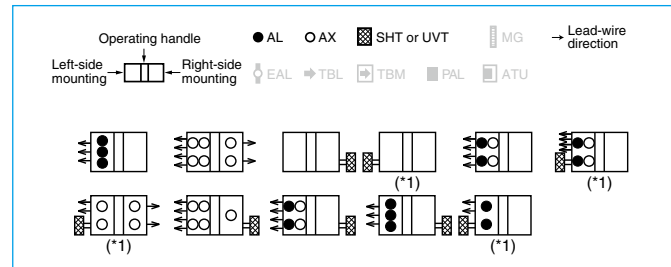 Operating handle
Left-side mounting
Right-side mounting
AL
AX
SHT or UVT
MG
Lead-wire direction
EAL
TBL
TBM
PAL
ATU
(*1)
(*1)
(*1)
(*1)